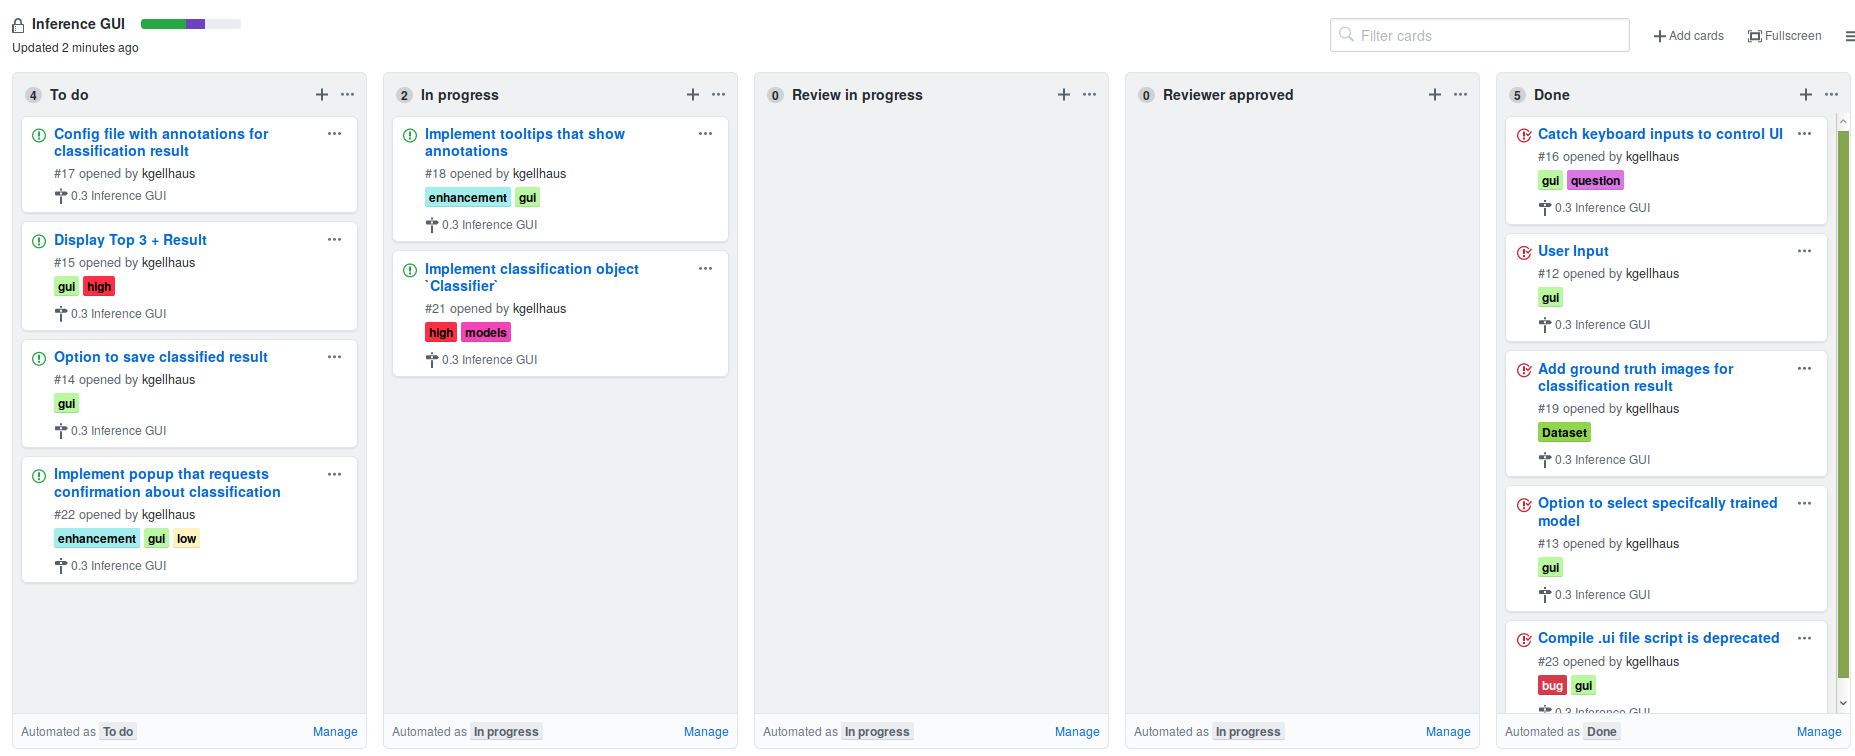 Inference GUI
Updated 2 minutes ago
Filter cards
Add cards
Fullscreen
4 To do
Config file with annotations for
classification result
#17 opened by kgellhaus
0.3 Inference GUI
Display Top 3 + Result
#15 opened by kgellhaus
gui high
0.3 Inference GUI
Option to save classified result
#14 opened by kgellhaus
gui
0.3 Inference GUI
Implement popup that requests
confirmation about classification
#22 opened by kgellhaus
enhancement gui low
0.3 Inference GUI
Automated as To do
Manage
2 In progress
Implement tooltips that show
annotations
#18 opened by kgellhaus
enhancement gui
0.3 Inference GUI
Implement classification object
`Classifier`
#21 opened by kgellhaus
high models
0.3 Inference GUI
Automated as In progress
Manage
0 Review in progress
Automated as In progress
Manage
0 Reviewer approved
Automated as In progress
Manage
5 Done
Catch keyboard inputs to control UI
#16 opened by kgellhaus
gui question
0.3 Inference GUI
User Input
#12 opened by kgellhaus
gui
0.3 Inference GUI
Add ground truth images for
classification result
#19 opened by kgellhaus
Dataset
0.3 Inference GUI
Option to select specifcally trained
model
#13 opened by kgellhaus
gui
0.3 Inference GUI
Compile .ui file script is deprecated
#23 opened by kgellhaus
bug gui
0.3 Inference GUI
Automated as Done
Manage